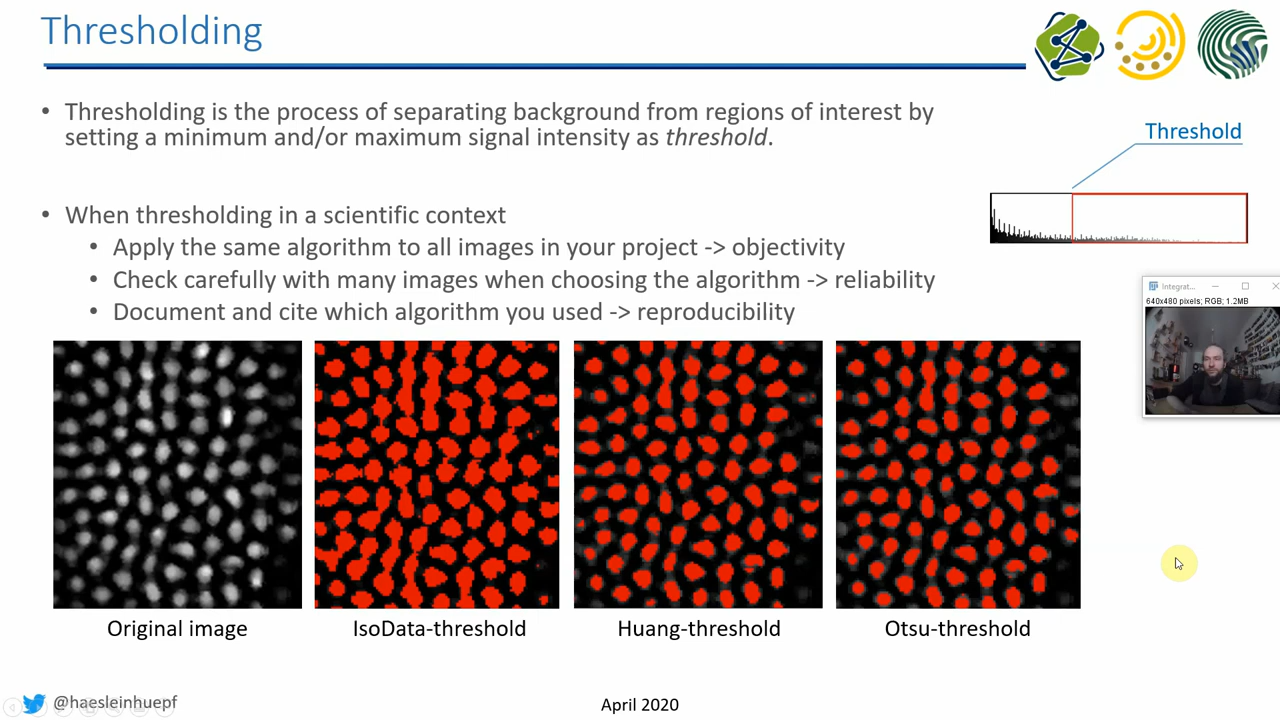 Thresholding
• Thresholding is the process of separating background from regions of interest by
setting a minimum and/or maximum signal intensity as threshold.
Threshold
• When thresholding in a scientific context
• Apply the same algorithm to all images in your project -> objectivity
• Check carefully with many images when choosing the algorithm -> reliability
• Document and cite which algorithm you used -> reproducibility
Integrat...
640x480 pixels; RGB; 1.2MB
Original image
IsoData-threshold
Huang-threshold
Otsu-threshold
@haesleinhuepf
April 2020